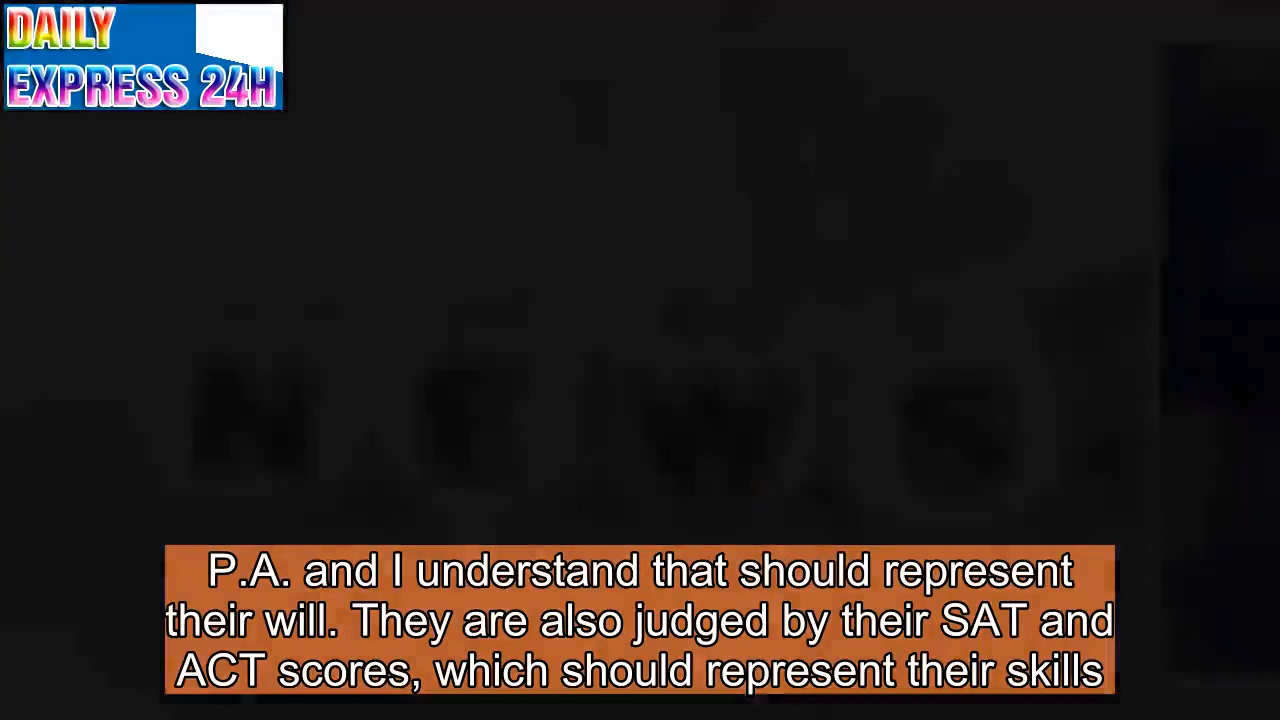 DAILY
EXPRESS 24H
N E W S
P.A. and I understand that should represent
their will. They are also judged by their SAT and
ACT scores, which should represent their skills